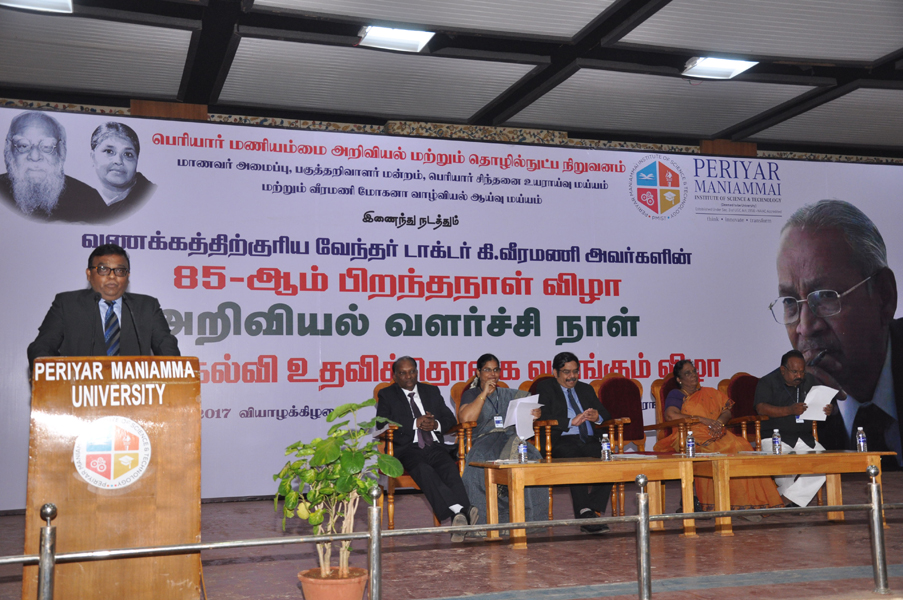 பெரியார் மணியம்மை அறிவியல் மற்றும் தொழில்நுட்ப நிறுவனம்
மாணவர் அமைப்பு, பகுத்தறிவாளர் மன்றம், பெரியார் சிந்தனை உயராய்வு மய்யம்
மற்றும் வீரமணி மோகனா வாழ்வியல் ஆய்வு மய்யம்
இணைந்து நடத்தும்
வணக்கத்திற்குரிய வேந்தர் டாக்டர் கி.வீரமணி அவர்களின்
85-ஆம் பிறந்தநாள் விழா
அறிவியல் வளர்ச்சி நாள்
கல்வி உதவித்தொகை வழங்கும் விழா
2017 வியாழக்கிழமை
PERIYAR
MANIAMMAI
INSTITUTE OF SCIENCE & TECHNOLOGY
PERIYAR MANIAMMAI
UNIVERSITY